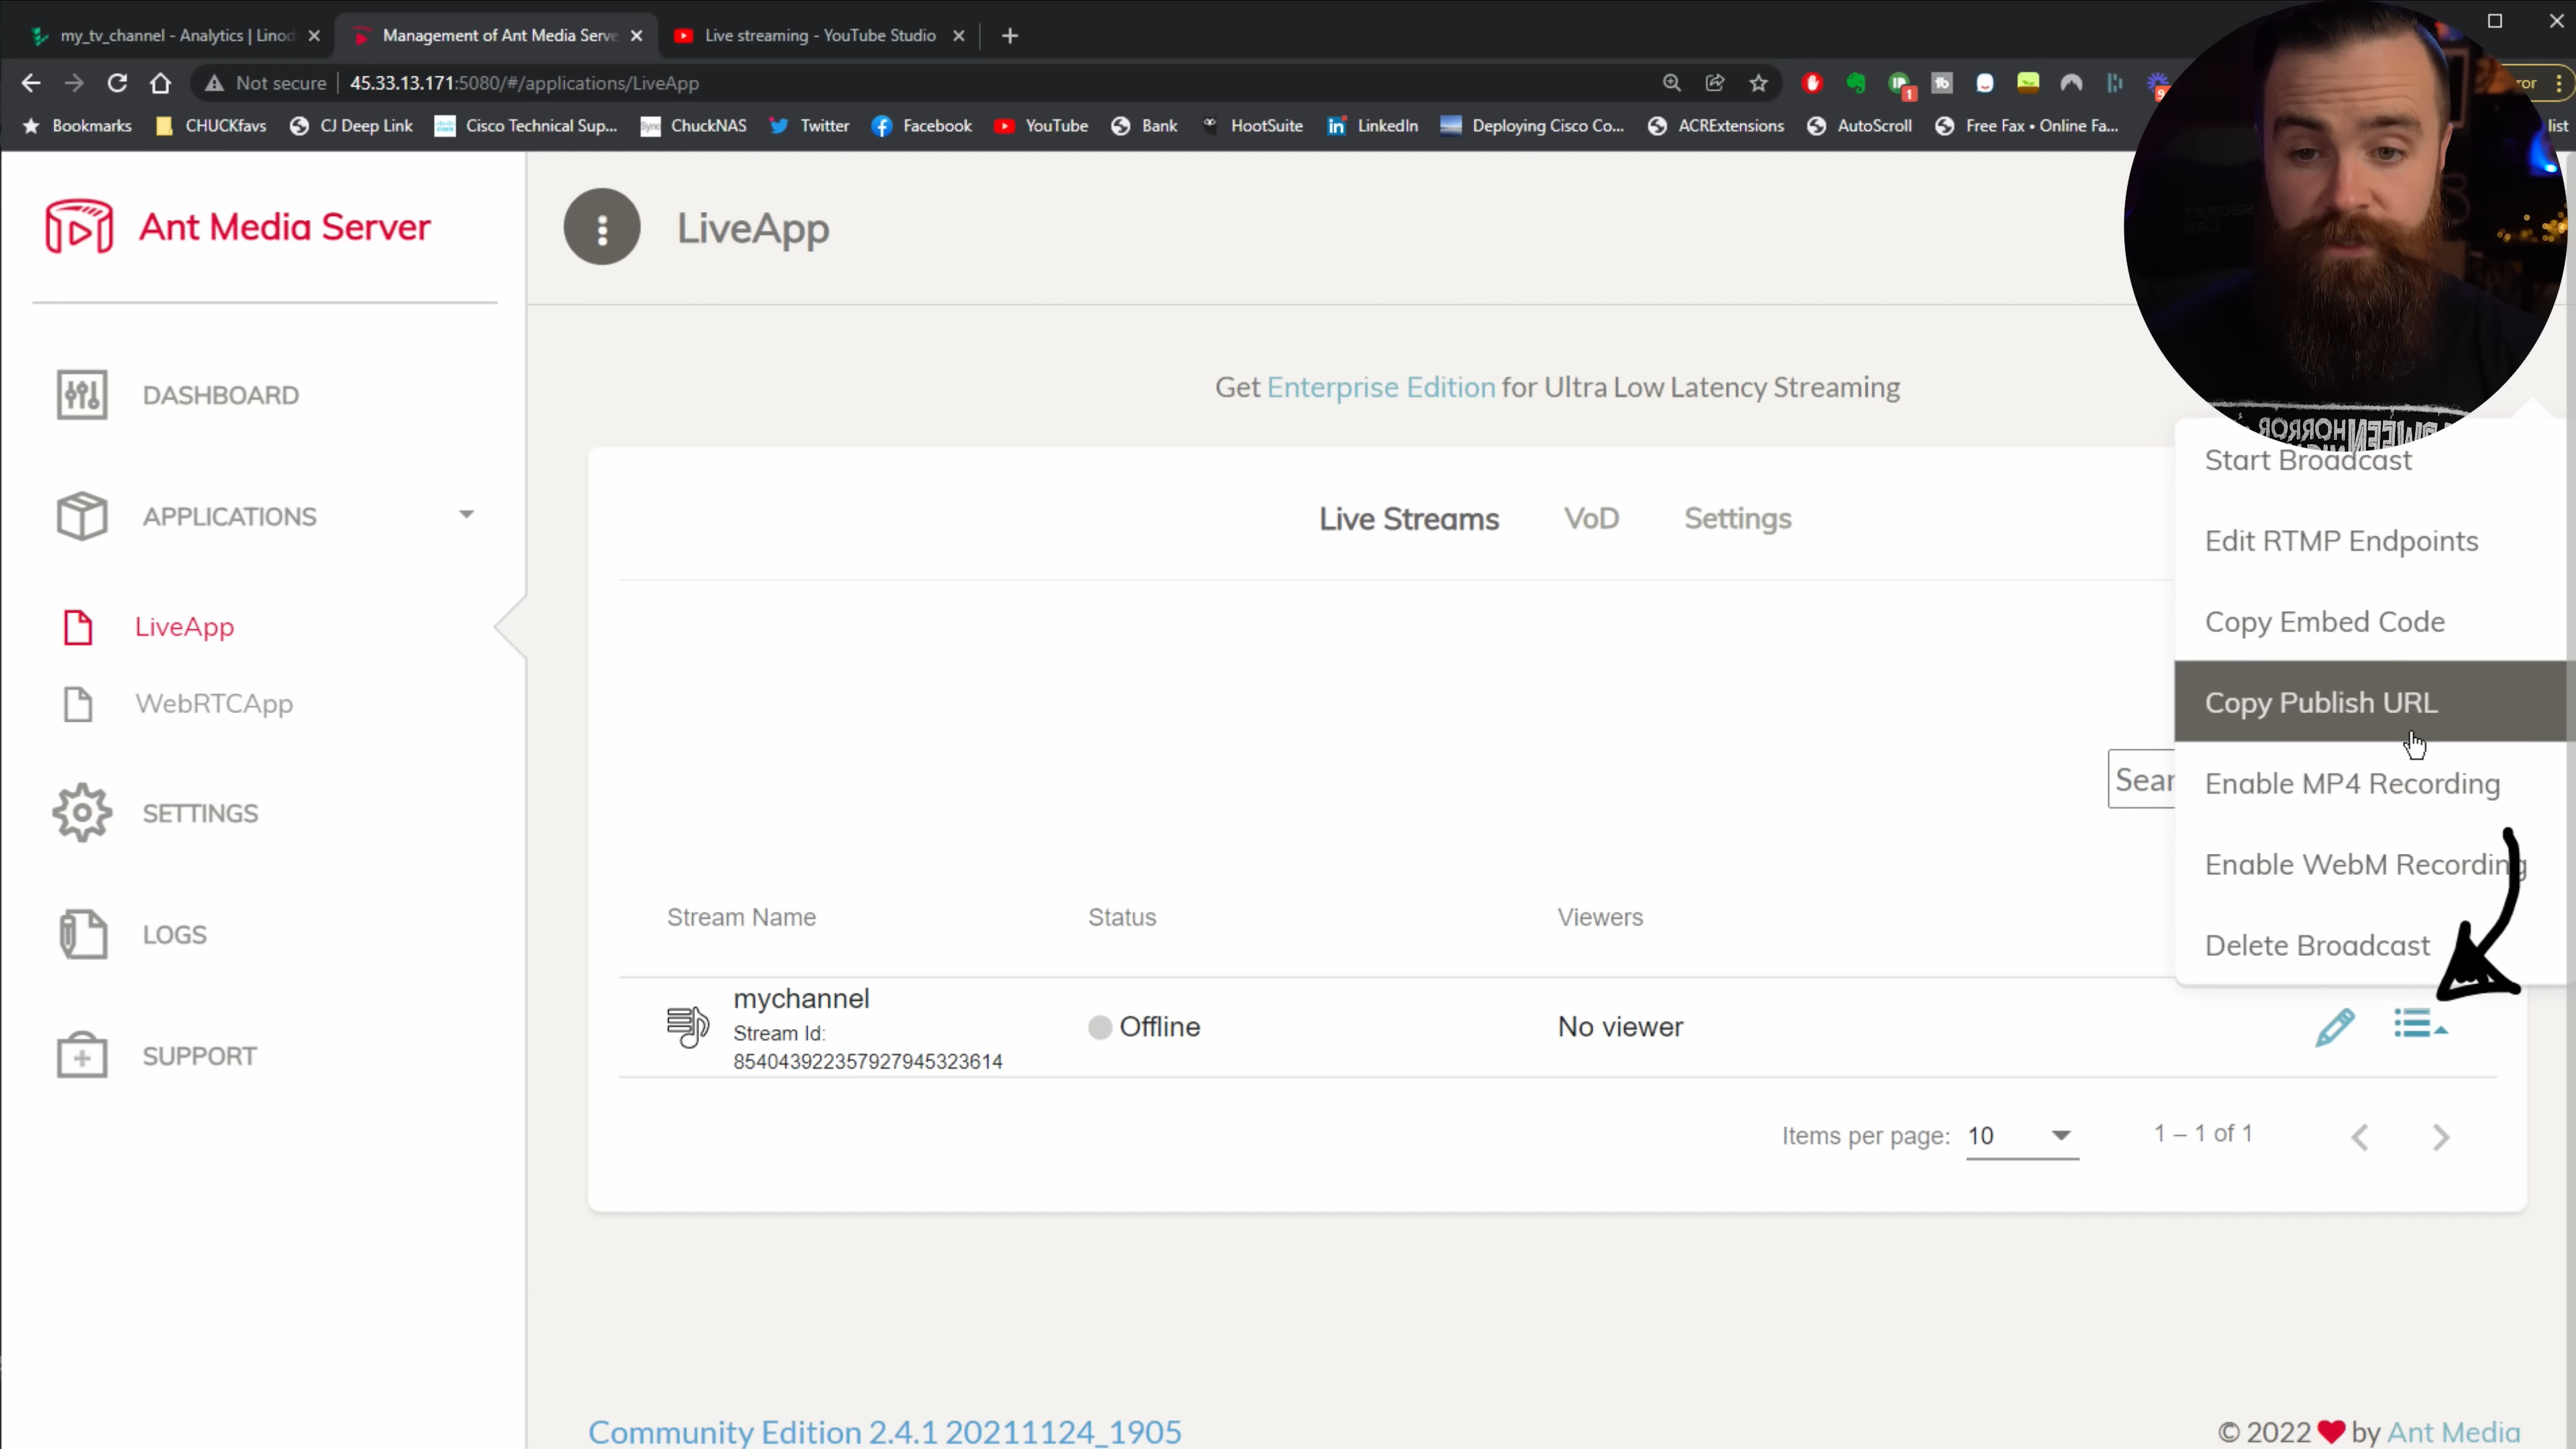 my_tv_channel - Analytics | Linod
Management of Ant Media Serve
Live streaming - YouTube Studio
Not secure
45.33.13.171:5080/#/applications/LiveApp
Bookmarks
CHUCKfavs
CJ Deep Link
Cisco Technical Sup...
ChuckNAS
Twitter
Facebook
YouTube
Bank
HootSuite
LinkedIn
Deploying Cisco Co...
ACRExtensions
AutoScroll
Free Fax • Online Fa...
list
Ant Media Server
LiveApp
DASHBOARD
APPLICATIONS
LiveApp
WebRTCApp
SETTINGS
LOGS
SUPPORT
Get Enterprise Edition for Ultra Low Latency Streaming
Live Streams
VoD
Settings
Start Broadcast
Edit RTMP Endpoints
Copy Embed Code
Copy Publish URL
Enable MP4 Recording
Enable WebM Recording
Delete Broadcast
Sear
Stream Name
Status
Viewers
mychannel
Stream Id:
854043922357927945323614
Offline
No viewer
Items per page: 10
1 – 1 of 1
Community Edition 2.4.1 20211124_1905
© 2022 by Ant Media